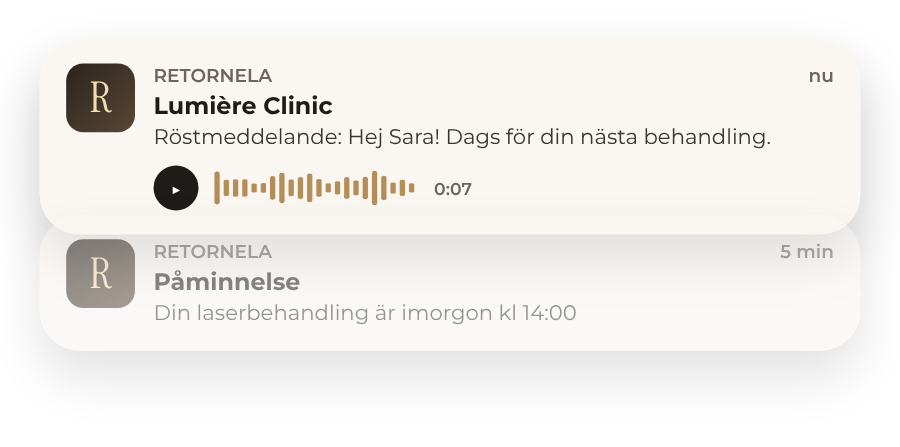 R
RETORNELA
nu
Lumière Clinic
Röstmeddelande: Hej Sara! Dags för din nästa behandling.
0:07
R
RETORNELA
5 min
Påminnelse
Din laserbehandling är imorgon kl 14:00